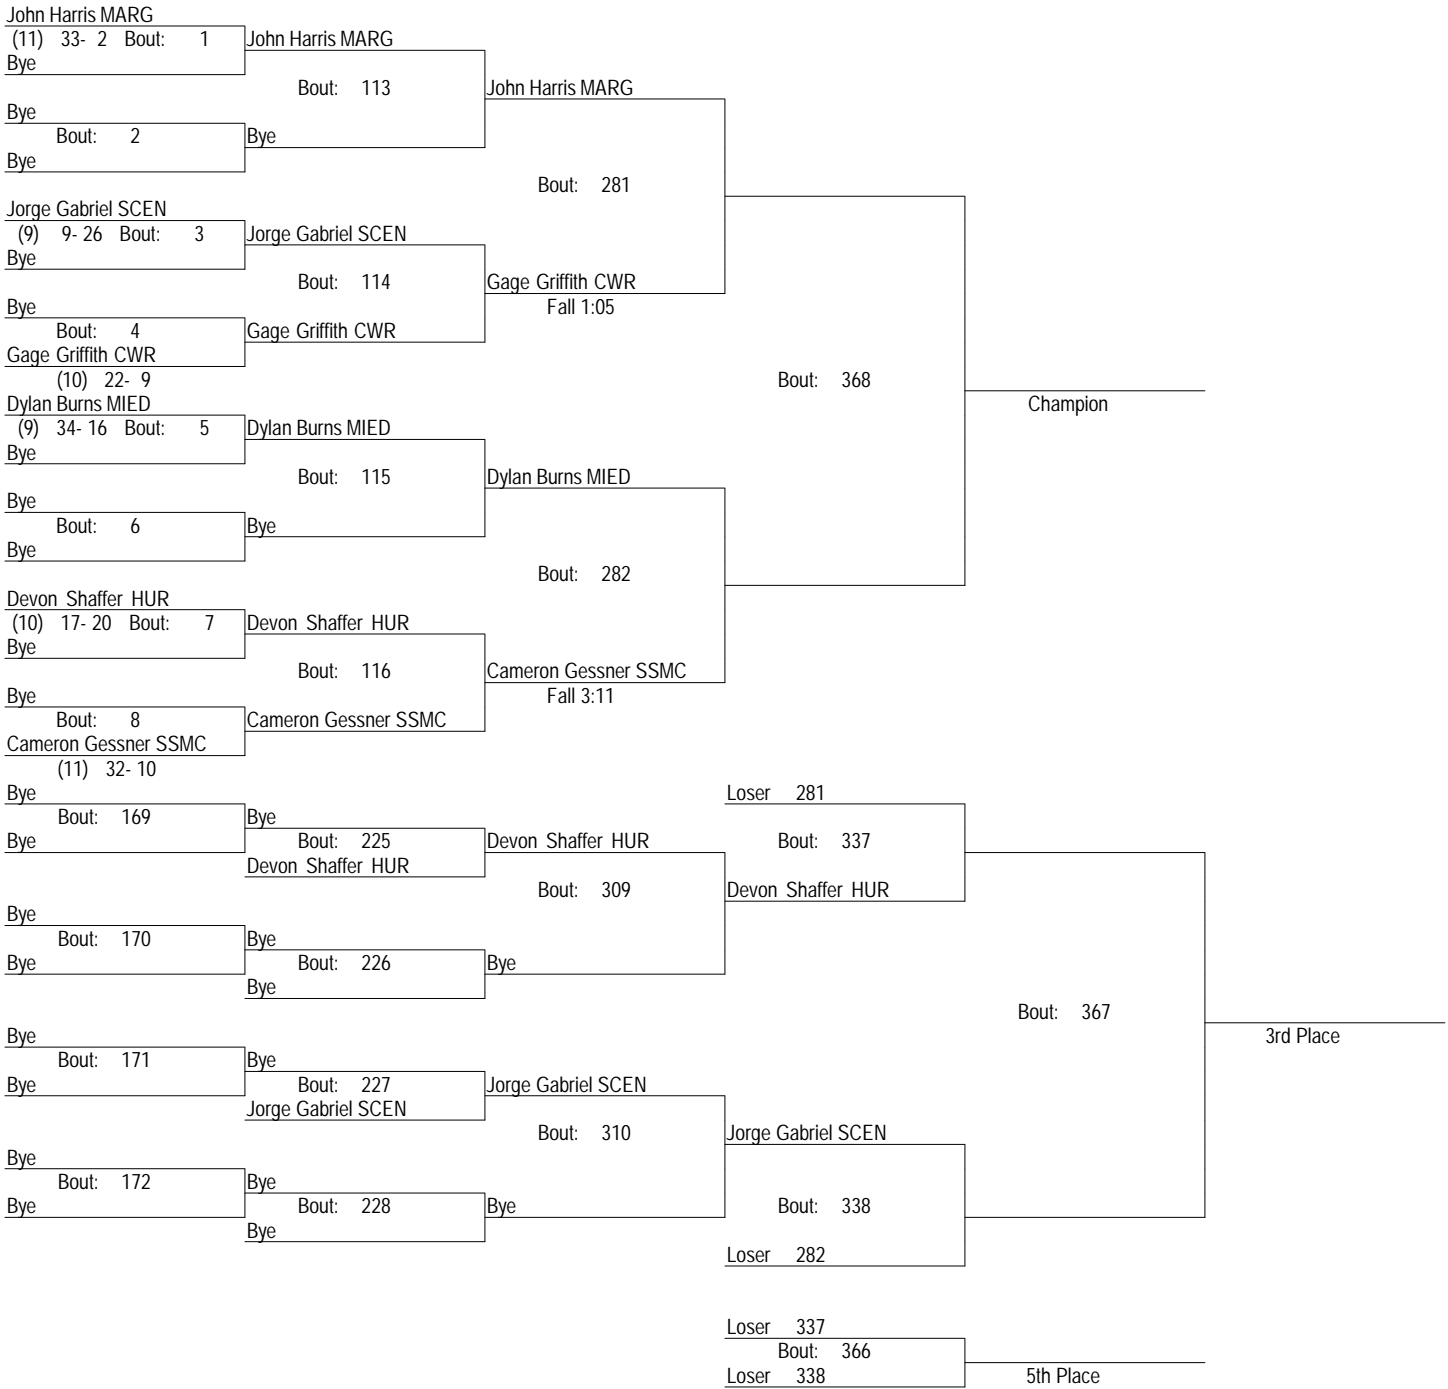 John Harris MARG
(11) 33- 2 Bout: 1 John Harris MARG
Bye
Bout: 113 John Harris MARG
Bye
Bout: 2 Bye
Bye
Bout: 281
Jorge Gabriel SCEN
(9) 9- 26 Bout: 3 Jorge Gabriel SCEN
Bye
Bout: 114 Gage Griffith CWR
Bye Fall 1:05
Bout: 4 Gage Griffith CWR
Gage Griffith CWR
(10) 22- 9 Bout: 368
Dylan Burns MIED Champion
(9) 34- 16 Bout: 5 Dylan Burns MIED
Bye
Bout: 115 Dylan Burns MIED
Bye
Bout: 6 Bye
Bye
Bout: 282
Devon Shaffer HUR
(10) 17- 20 Bout: 7 Devon Shaffer HUR
Bye
Bout: 116 Cameron Gessner SSMC
Bye Fall 3:11
Bout: 8 Cameron Gessner SSMC
Cameron Gessner SSMC
(11) 32- 10
Bye Loser 281
Bout: 169 Bye
Bye Bout: 225 Devon Shaffer HUR Bout: 337
Devon Shaffer HUR
Bout: 309 Devon Shaffer HUR
Bye
Bout: 170 Bye
Bye Bout: 226 Bye
Bye
Bout: 367
Bye 3rd Place
Bout: 171 Bye
Bye Bout: 227 Jorge Gabriel SCEN
Jorge Gabriel SCEN
Bout: 310 Jorge Gabriel SCEN
Bye
Bout: 172 Bye
Bye Bout: 228 Bye Bout: 338
Bye
Loser 282
Loser 337
Bout: 366
Loser 338 5th Place